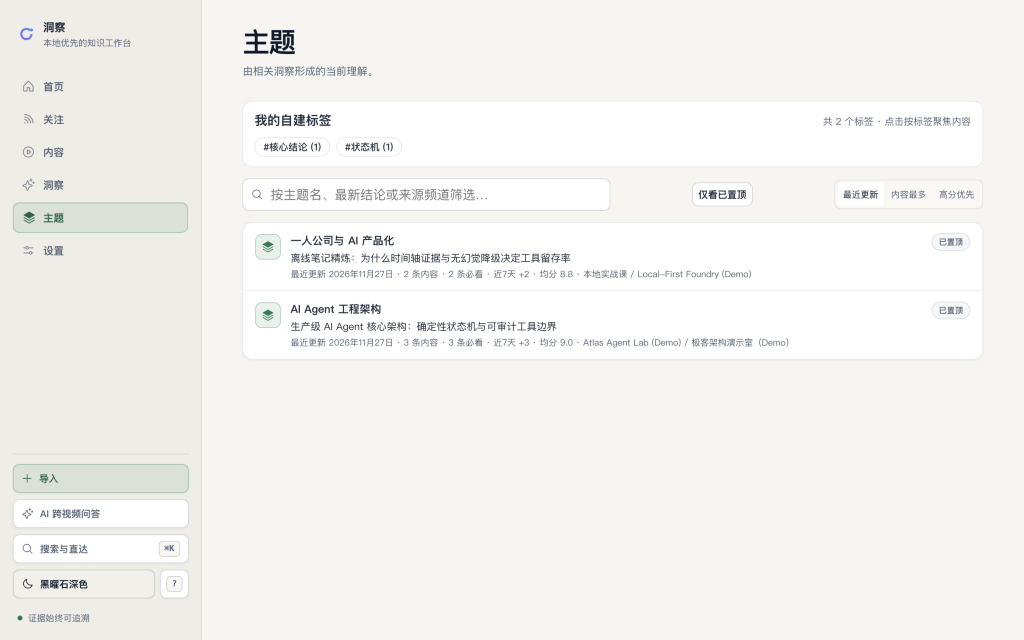 洞察
本地优先的知识工作台
首页
关注
内容
洞察
主题
设置
导入
AI 跨视频问答
搜索与直达 ⌘K
黑曜石深色 ?
证据始终可追溯
主题
由相关洞察形成的当前理解。
我的自建标签
共 2 个标签 · 点击按标签聚焦内容
#核心结论 (1) #状态机 (1)
按主题名、最新结论或来源频道筛选...
仅看已置顶
最近更新 内容最多 高分优先
一人公司与 AI 产品化
已置顶
离线笔记精炼：为什么时间轴证据与无幻觉降级决定工具留存率
最近更新 2026年11月27日 · 2 条内容 · 2 条必看 · 近7天 +2 · 均分 8.8 · 本地实战课 / Local-First Foundry (Demo)
AI Agent 工程架构
已置顶
生产级 AI Agent 核心架构：确定性状态机与可审计工具边界
最近更新 2026年11月27日 · 3 条内容 · 3 条必看 · 近7天 +3 · 均分 9.0 · Atlas Agent Lab (Demo) / 极客架构演示室（Demo）